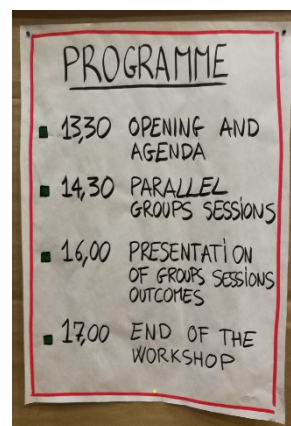 PROGRAMME
13,30 OPENING AND
AGENDA
14,30 PARALLEL
GROUPS SESSIONS
16,00 PRESENTATION
OF GROUPS SESSIONS
OUTCOMES
17,00 END OF THE
WORKSHOP